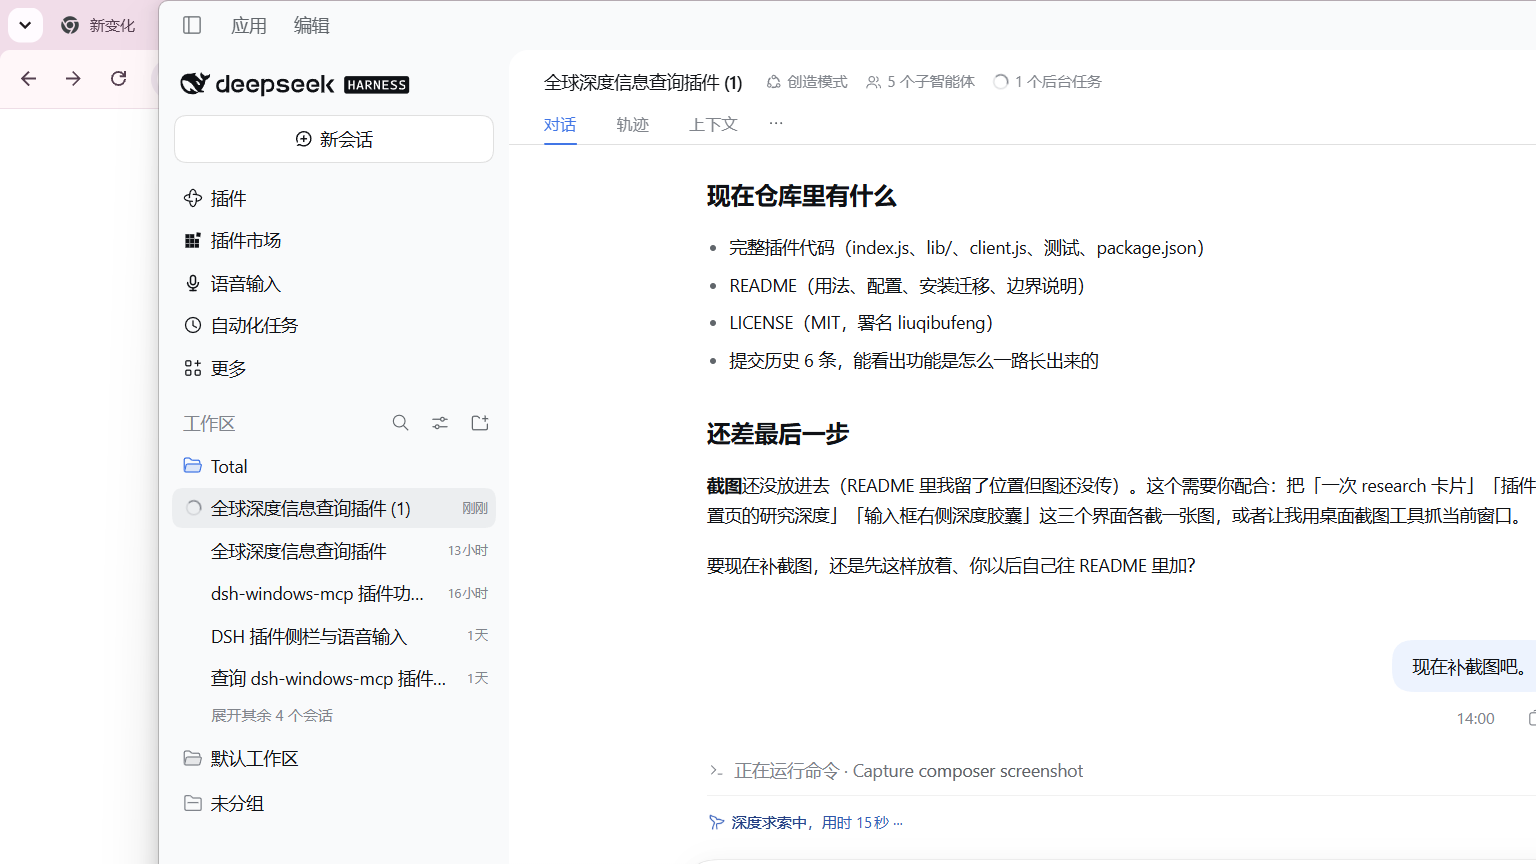 新变化
应用 编辑
deepseek HARNESS
新会话
插件
插件市场
语音输入
自动化任务
更多
工作区
Total
全球深度信息查询插件 (1) 刚刚
全球深度信息查询插件 13小时
dsh-windows-mcp 插件功... 16小时
DSH 插件侧栏与语音输入 1天
查询 dsh-windows-mcp 插件... 1天
展开其余 4 个会话
默认工作区
未分组
全球深度信息查询插件 (1) 创造模式 5 个子智能体 1 个后台任务
对话 轨迹 上下文 ...
现在仓库里有什么
• 完整插件代码（index.js、lib/、client.js、测试、package.json）
• README（用法、配置、安装迁移、边界说明）
• LICENSE（MIT，署名 liuqibufeng）
• 提交历史 6 条，能看出功能是怎么一路长出来的
还差最后一步
截图还没放进去（README 里我留了位置但图还没传）。这个需要你配合：把「一次 research 卡片」「插件
置页的研究深度」「输入框右侧深度胶囊」这三个界面各截一张图，或者让我用桌面截图工具抓当前窗口。
要现在补截图，还是先这样放着、你以后自己往 README 里加？
现在补截图吧。
14:00
正在运行命令 · Capture composer screenshot
深度求索中，用时 15秒 ...